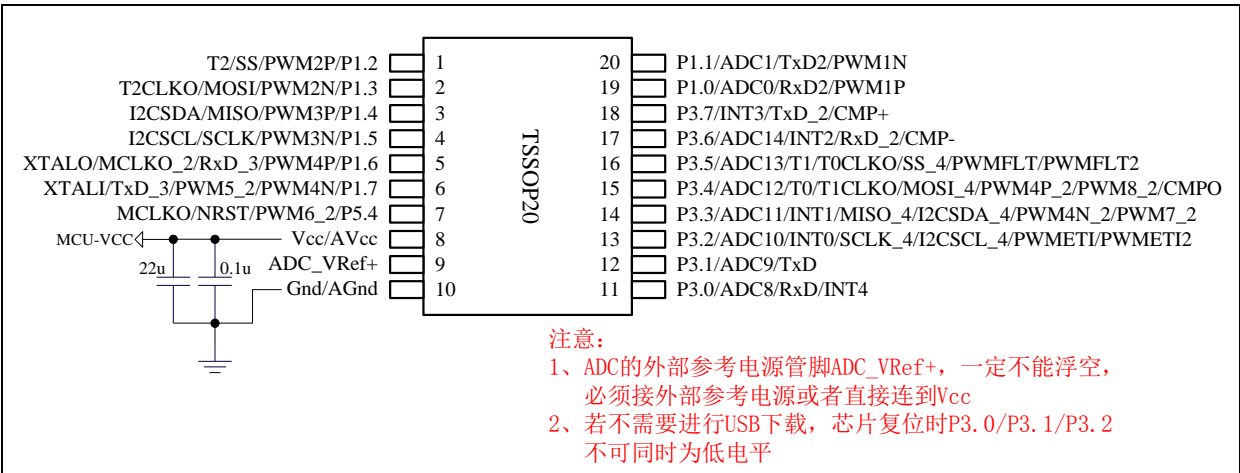 T2/SS/PWM2P/P1.2 1
T2CLKO/MOSI/PWM2N/P1.3 2
I2CSDA/MISO/PWM3P/P1.4 3
I2CSCL/SCLK/PWM3N/P1.5 4
XTALO/MCLKO_2/RxD_3/PWM4P/P1.6 5
XTALI/TxD_3/PWM5_2/PWM4N/P1.7 6
MCLKO/NRST/PWM6_2/P5.4 7
MCU-VCC Vcc/AVcc 8
22u 0.1u ADC_VRef+ 9
Gnd/AGnd 10
TSSOP20
20 P1.1/ADC1/TxD2/PWM1N
19 P1.0/ADC0/RxD2/PWM1P
18 P3.7/INT3/TxD_2/CMP+
17 P3.6/ADC14/INT2/RxD_2/CMP-
16 P3.5/ADC13/T1/T0CLKO/SS_4/PWMFLT/PWMFLT2
15 P3.4/ADC12/T0/T1CLKO/MOSI_4/PWM4P_2/PWM8_2/CMPO
14 P3.3/ADC11/INT1/MISO_4/I2CSDA_4/PWM4N_2/PWM7_2
13 P3.2/ADC10/INT0/SCLK_4/I2CSCL_4/PWMETI/PWMETI2
12 P3.1/ADC9/TxD
11 P3.0/ADC8/RxD/INT4
注意：
1、ADC的外部参考电源管脚ADC_VRef+，一定不能浮空，
必须接外部参考电源或者直接连到Vcc
2、若不需要进行USB下载，芯片复位时P3.0/P3.1/P3.2
不可同时为低电平